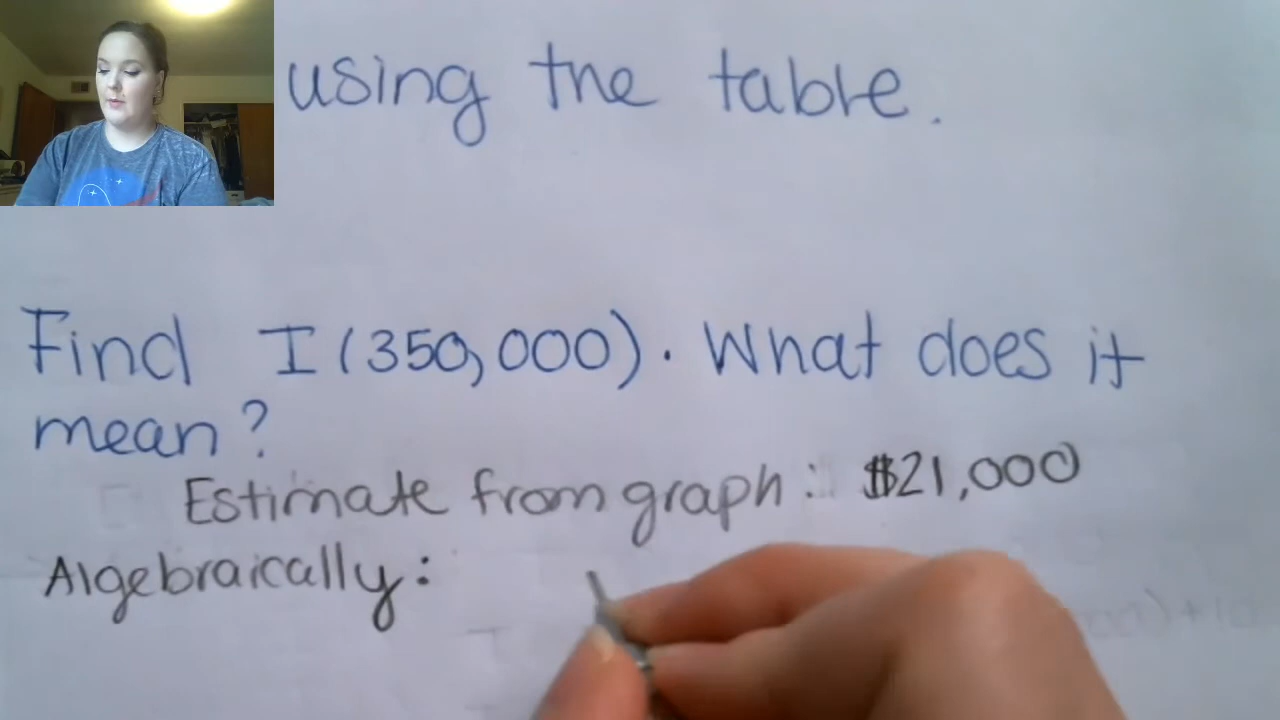 using the table.
Find I(350,000). What does it
mean?
Estimate from graph: $21,000
Algebraically: